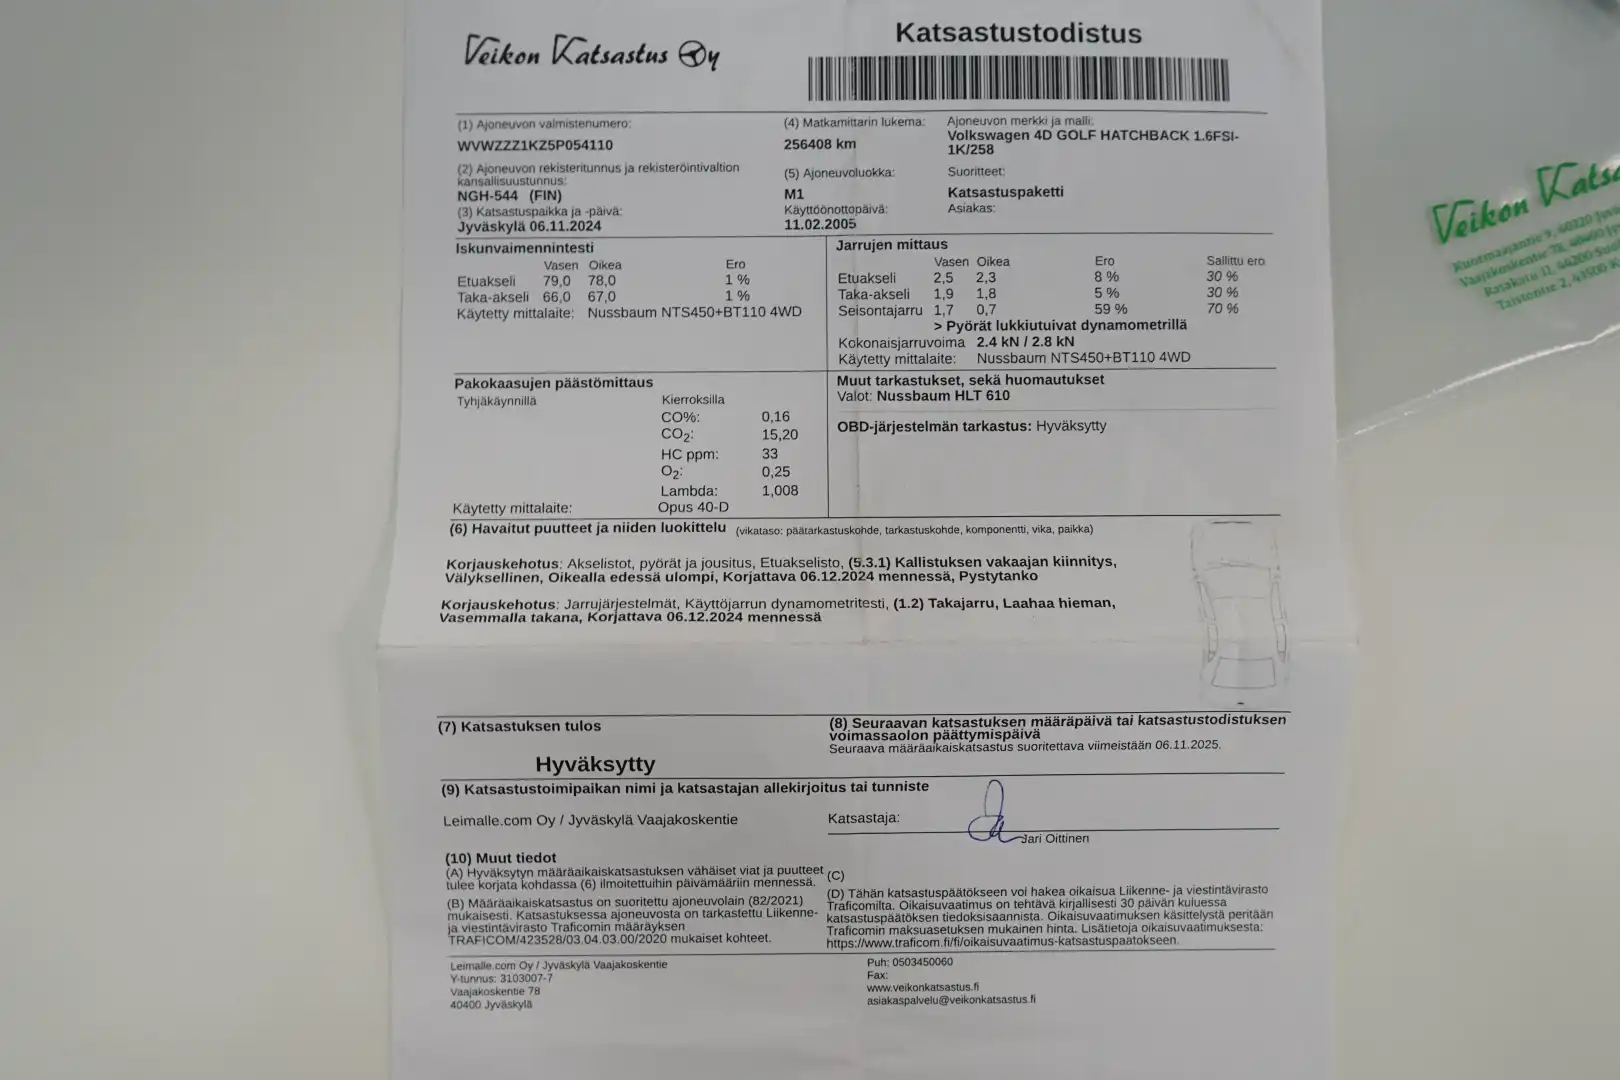 Veikon Katsastus Oy
Katsastustodistus
(1) Ajoneuvon valmistenumero:
WVWZZZ1KZ5P054110
(4) Matkamittarin lukema:
256408 km
Ajoneuvon merkki ja malli:
Volkswagen 4D GOLF HATCHBACK 1.6FSI-
1K/258
(2) Ajoneuvon rekisteritunnus ja rekisteröintivaltion
kansallisuustunnus:
NGH-544 (FIN)
(5) Ajoneuvoluokka:
M1
Suoritteet:
Katsastuspaketti
(3) Katsastuspaikka ja -päivä:
Jyväskylä 06.11.2024
Käyttöönottopäivä:
11.02.2005
Asiakas:
Iskunvaimennintesti
Vasen Oikea Ero
Etuakseli 79,0 78,0 1 %
Taka-akseli 66,0 67,0 1 %
Käytetty mittalaite: Nussbaum NTS450+BT110 4WD
Jarrujen mittaus
Vasen Oikea Ero Sallittu ero
Etuakseli 2,5 2,3 8 % 30 %
Taka-akseli 1,9 1,8 5 % 30 %
Seisontajarru 1,7 0,7 59 % 70 %
> Pyörät lukkiutuivat dynamometrillä
Kokonaisjarruvoima 2.4 kN / 2.8 kN
Käytetty mittalaite: Nussbaum NTS450+BT110 4WD
Pakokaasujen päästömittaus
Tyhjäkäynnillä Kierroksilla
CO%: 0,16
CO2: 15,20
HC ppm: 33
O2: 0,25
Lambda: 1,008
Käytetty mittalaite: Opus 40-D
Muut tarkastukset, sekä huomautukset
Valot: Nussbaum HLT 610
OBD-järjestelmän tarkastus: Hyväksytty
(6) Havaitut puutteet ja niiden luokittelu (vikataso: päätarkastuskohde, tarkastuskohde, komponentti, vika, paikka)
Korjauskehotus: Akselistot, pyörät ja jousitus, Etuakselisto, (5.3.1) Kallistuksen vakaajan kiinnitys,
Välyksellinen, Oikealla edessä ulompi, Korjattava 06.12.2024 mennessä, Pystytanko
Korjauskehotus: Jarrujärjestelmät, Käyttöjarrun dynamometritesti, (1.2) Takajarru, Laahaa hieman,
Vasemmalla takana, Korjattava 06.12.2024 mennessä
(7) Katsastuksen tulos
Hyväksytty
(8) Seuraavan katsastuksen määräpäivä tai katsastustodistuksen
voimassaolon päättymispäivä
Seuraava määräaikaiskatsastus suoritettava viimeistään 06.11.2025.
(9) Katsastustoimipaikan nimi ja katsastajan allekirjoitus tai tunniste
Leimalle.com Oy / Jyväskylä Vaajakoskentie
Katsastaja:
Jari Oittinen
(10) Muut tiedot
(A) Hyväksytyn määräaikaiskatsastuksen vähäiset viat ja puutteet
tulee korjata kohdassa (6) ilmoitettuihin päivämääriin mennessä.
(B) Määräaikaiskatsastus on suoritettu ajoneuvolain (82/2021)
mukaisesti. Katsastuksessa ajoneuvosta on tarkastettu Liikenne-
ja viestintävirasto Traficomin määräyksen
TRAFICOM/423528/03.04.03.00/2020 mukaiset kohteet.
(C)
(D) Tähän katsastuspäätökseen voi hakea oikaisua Liikenne- ja viestintävirasto
Traficomilta. Oikaisuvaatimus on tehtävä kirjallisesti 30 päivän kuluessa
katsastuspäätöksen tiedoksisaannista. Oikaisuvaatimuksen käsittelystä peritään
Traficomin maksuasetuksen mukainen hinta. Lisätietoja oikaisuvaatimuksesta:
https://www.traficom.fi/fi/oikaisuvaatimus-katsastuspaatokseen.
Leimalle.com Oy / Jyväskylä Vaajakoskentie
Y-tunnus: 3103007-7
Vaajakoskentie 78
40400 Jyväskylä
Puh: 0503450060
Fax:
www.veikonkatsastus.fi
asiakaspalvelu@veikonkatsastus.fi
Veikon